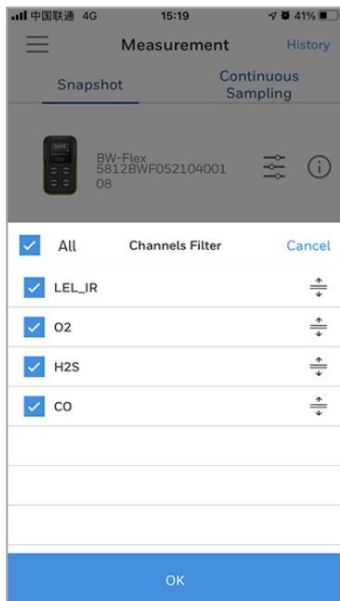 中国联通 4G 15:19 41%
Measurement History
Snapshot
Continuous
Sampling
BW-Flex
5812BWF052104001
08
All Channels Filter Cancel
LEL_IR
O2
H2S
CO
OK